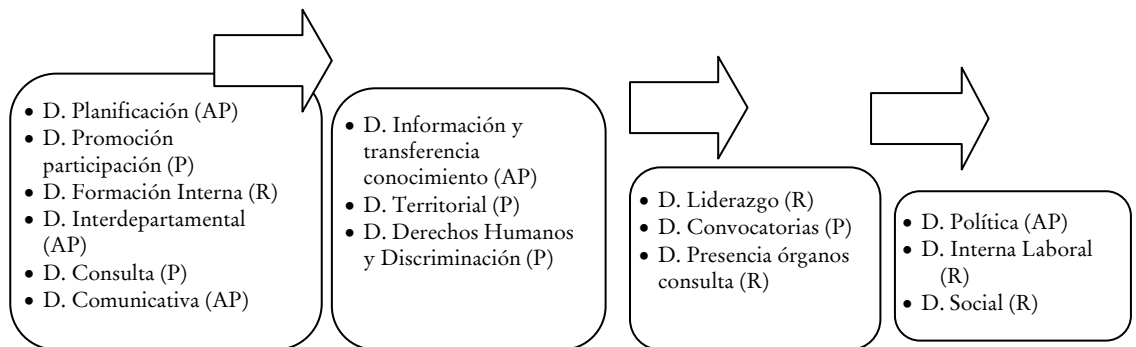 • D. Planificación (AP)
• D. Promoción
participación (P)
• D. Formación Interna (R)
• D. Interdepartamental
(AP)
• D. Consulta (P)
• D. Comunicativa (AP)
• D. Información y
transferencia
conocimiento (AP)
• D. Territorial (P)
• D. Derechos Humanos
y Discriminación (P)
• D. Liderazgo (R)
• D. Convocatorias (P)
• D. Presencia órganos
consulta (R)
• D. Política (AP)
• D. Interna Laboral
(R)
• D. Social (R)